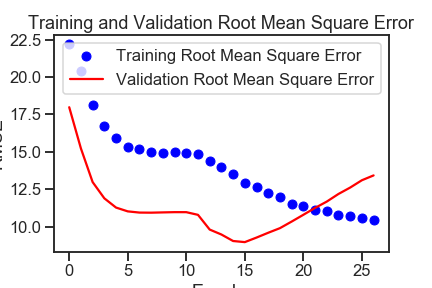 Training and Validation Root Mean Square Error
22.5
Training Root Mean Square Error
20.0
Validation Root Mean Square Error
17.5
15.0
12.5
10.0
0 5 10 15 20 25